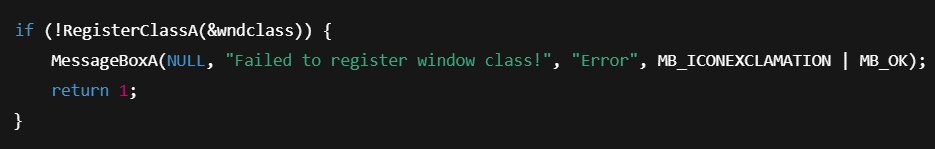 if (!RegisterClassA(&wndclass)) {
    MessageBoxA(NULL, "Failed to register window class!", "Error", MB_ICONEXCLAMATION | MB_OK);
    return 1;
}